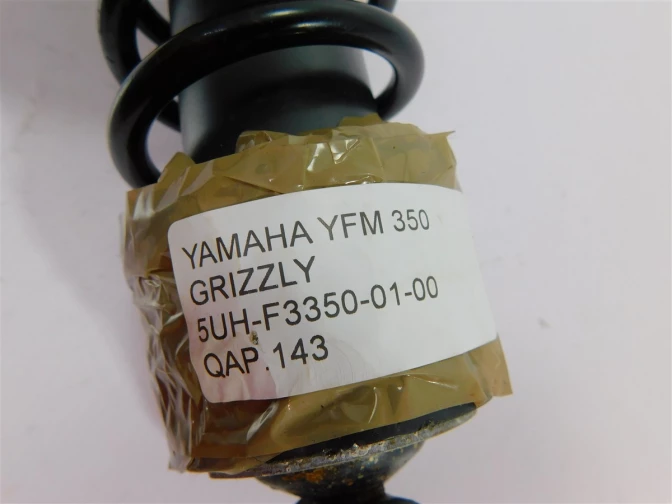 YAMAHA YFM 350
GRIZZLY
5UH-F3350-01-00
QAP.143